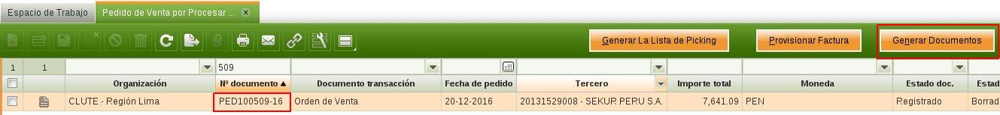 Espacio de Trabajo Pedido de Venta por Procesar ... x
Generar La Lista de Picking Provisionar Factura Generar Documentos
1 1 509
Organización Nº documento Documento transacción Fecha de pedido Tercero Importe total Moneda Estado doc. Estad
CLUTE - Región Lima PED100509-16 Orden de Venta 20-12-2016 20131529008 - SEKUR PERU S.A. 7,641.09 PEN Registrado Borrad